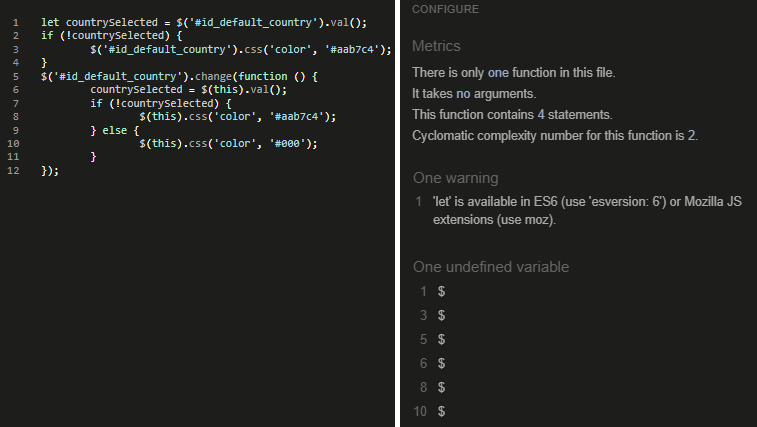 1 let countrySelected = $('#id_default_country').val();
2 if (!countrySelected) {
3 $('#id_default_country').css('color', '#aab7c4');
4 }
5 $('#id_default_country').change(function () {
6 countrySelected = $(this).val();
7 if (!countrySelected) {
8 $(this).css('color', '#aab7c4');
9 } else {
10 $(this).css('color', '#000');
11 }
12 });
CONFIGURE
Metrics
There is only one function in this file.
It takes no arguments.
This function contains 4 statements.
Cyclomatic complexity number for this function is 2.
One warning
1 'let' is available in ES6 (use 'esversion: 6') or Mozilla JS
extensions (use moz).
One undefined variable
1 $
3 $
5 $
6 $
8 $
10 $